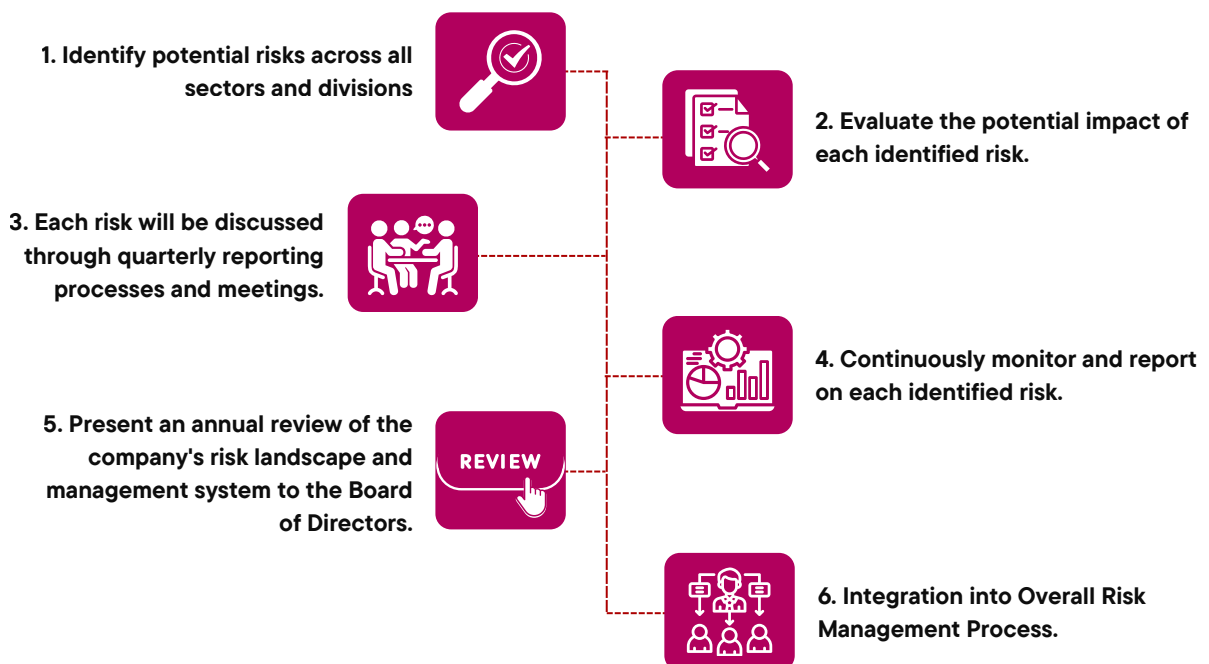 1. Identify potential risks across all
sectors and divisions
2. Evaluate the potential impact of
each identified risk.
3. Each risk will be discussed
through quarterly reporting
processes and meetings.
4. Continuously monitor and report
on each identified risk.
5. Present an annual review of the
company's risk landscape and
management system to the Board
of Directors.
REVIEW
6. Integration into Overall Risk
Management Process.